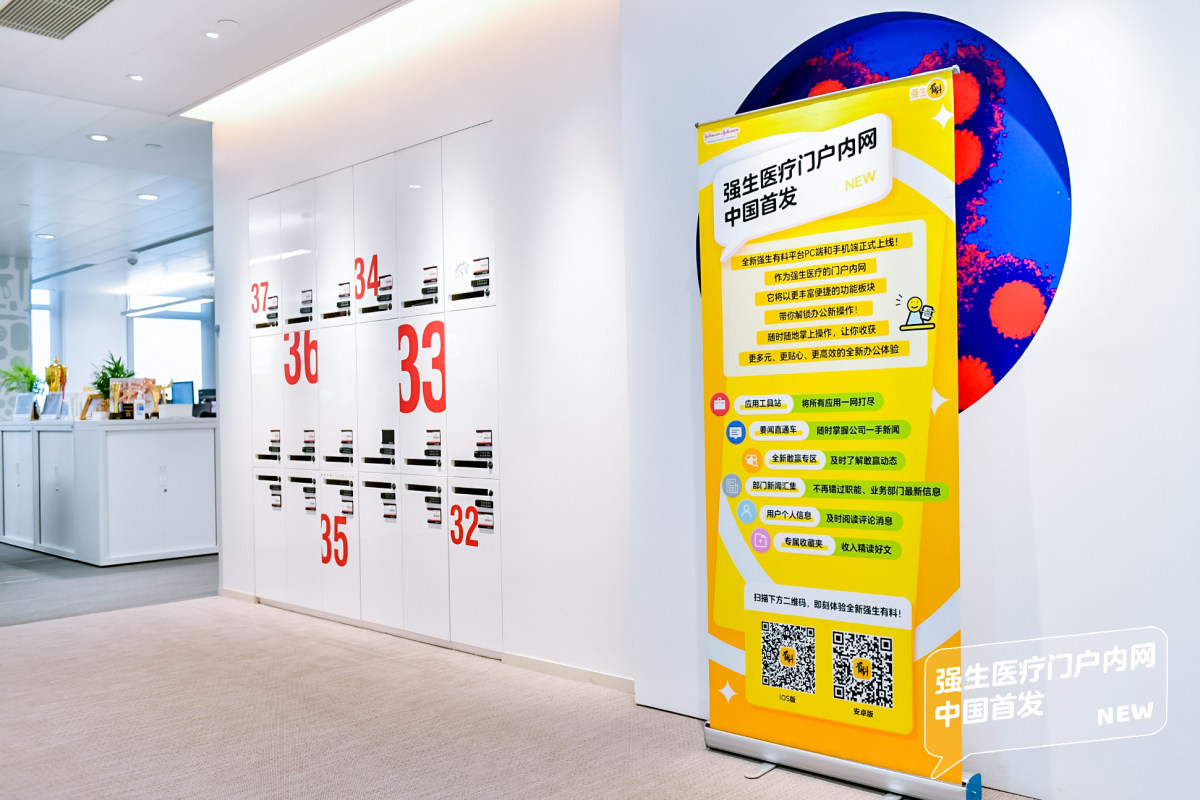 37
36
35
34
33
32
Johnson & Johnson
强生有料
强生医疗门户内网
中国首发
NEW
全新强生有料平台PC端和手机端正式上线！
作为强生医疗的门户内网
它将以更丰富便捷的功能板块
带你解锁办公新操作！
随时随地掌上操作，让你收获
更多元、更贴心、更高效的全新办公体验
应用工具站 将所有应用一网打尽
要闻直通车 随时掌握公司一手新闻
全新敢赢专区 及时了解敢赢动态
部门新闻汇集 不再错过职能、业务部门最新信息
用户个人信息 及时阅读评论消息
专属收藏夹 收入精读好文
扫描下方二维码，即刻体验全新强生有料！
iOS版
安卓版
强生医疗门户内网
中国首发
NEW